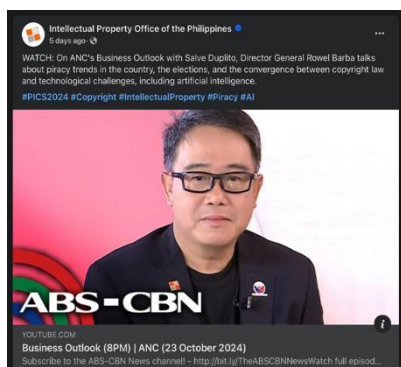 Intellectual Property Office of the Philippines
5 days ago ·
WATCH: On ANC's Business Outlook with Salve Duplito, Director General Rowel Barba talks
about piracy trends in the country, the elections, and the convergence between copyright law
and technological challenges, including artificial intelligence.
#PICS2024 #Copyright #IntellectualProperty #Piracy #AI
ABS-CBN
YOUTUBE.COM
Business Outlook (8PM) | ANC (23 October 2024)
Subscribe to the ABS-CBN News channel! - http://bit.ly/TheABSCBNNewsWatch full episod...